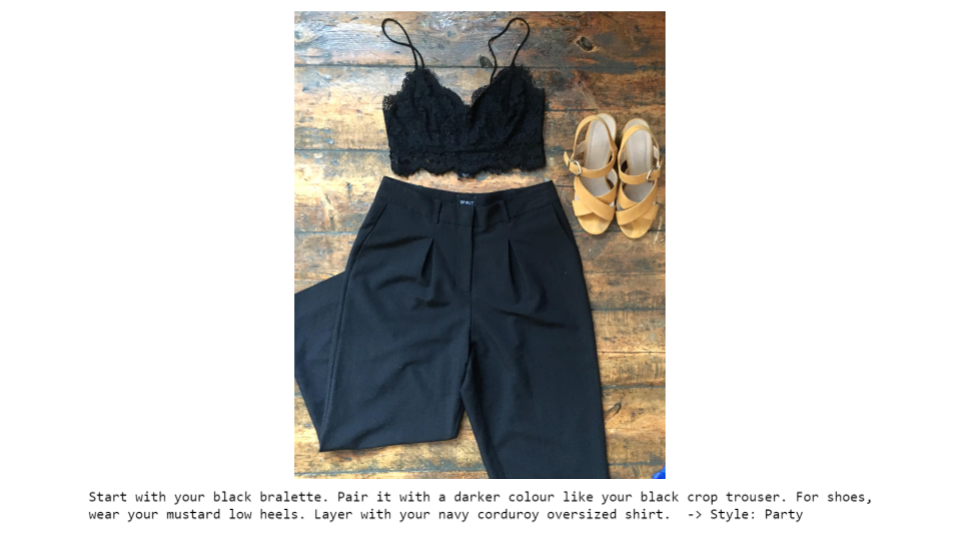 Start with your black bralette. Pair it with a darker colour like your black crop trouser. For shoes,
wear your mustard low heels. Layer with your navy corduroy oversized shirt.  -> Style: Party